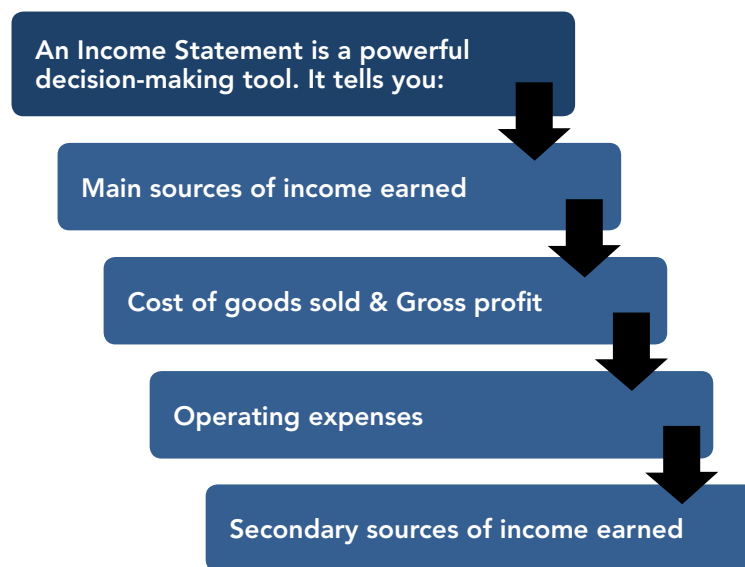 An Income Statement is a powerful
decision-making tool. It tells you:
Main sources of income earned
Cost of goods sold & Gross profit
Operating expenses
Secondary sources of income earned